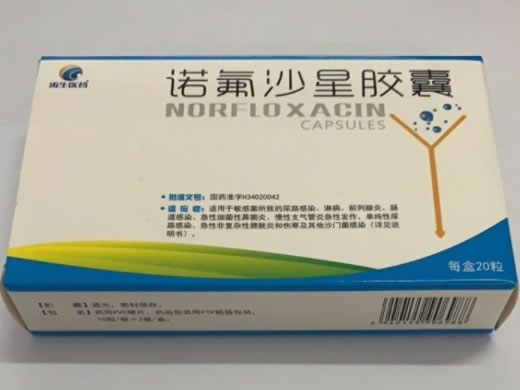 涛生医药
诺氟沙星胶囊
NORFLOXACIN
CAPSULES
批准文号：国药准字H34020042
适应症：适用于敏感菌所致的尿路感染、淋病、前列腺炎、肠
道感染、急性细菌性鼻窦炎，慢性支气管炎急性发作，单纯性尿
路感染、急性非复杂性膀胱炎和伤寒及其他沙门菌感染（详见说
明书）。
每盒20粒
【贮 藏】遮光，密封保存。
【包 装】药用PVC硬片、药品包装用PTP铝箔包装。
10粒/板×2板/盒。